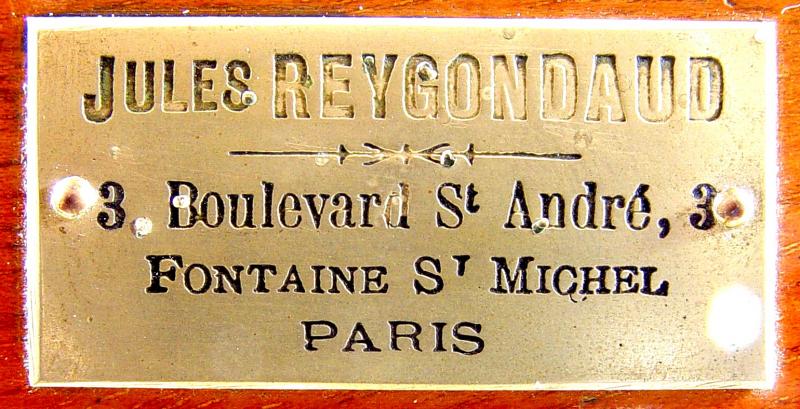 JULES REYGONDAUD
3. Boulevard St André, 3
FONTAINE ST MICHEL
PARIS